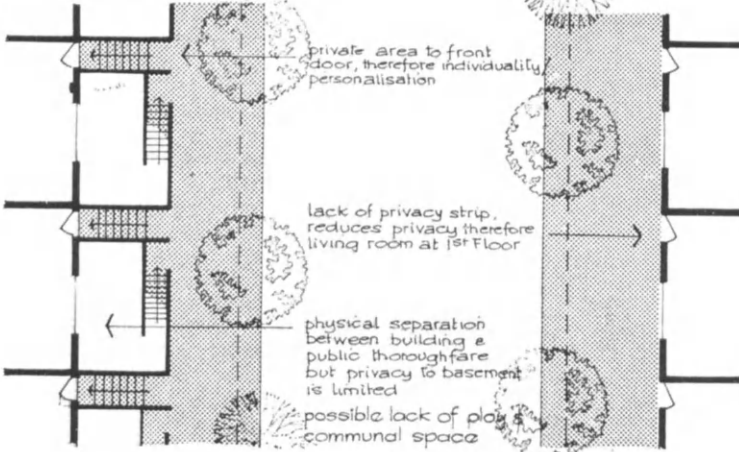 private area to front
door, therefore individuality/
personalisation
lack of privacy strip,
reduces privacy therefore
living room at 1st Floor
physical separation
between building &
public thoroughfare
but privacy to basement
is limited
possible lack of play &
communal space